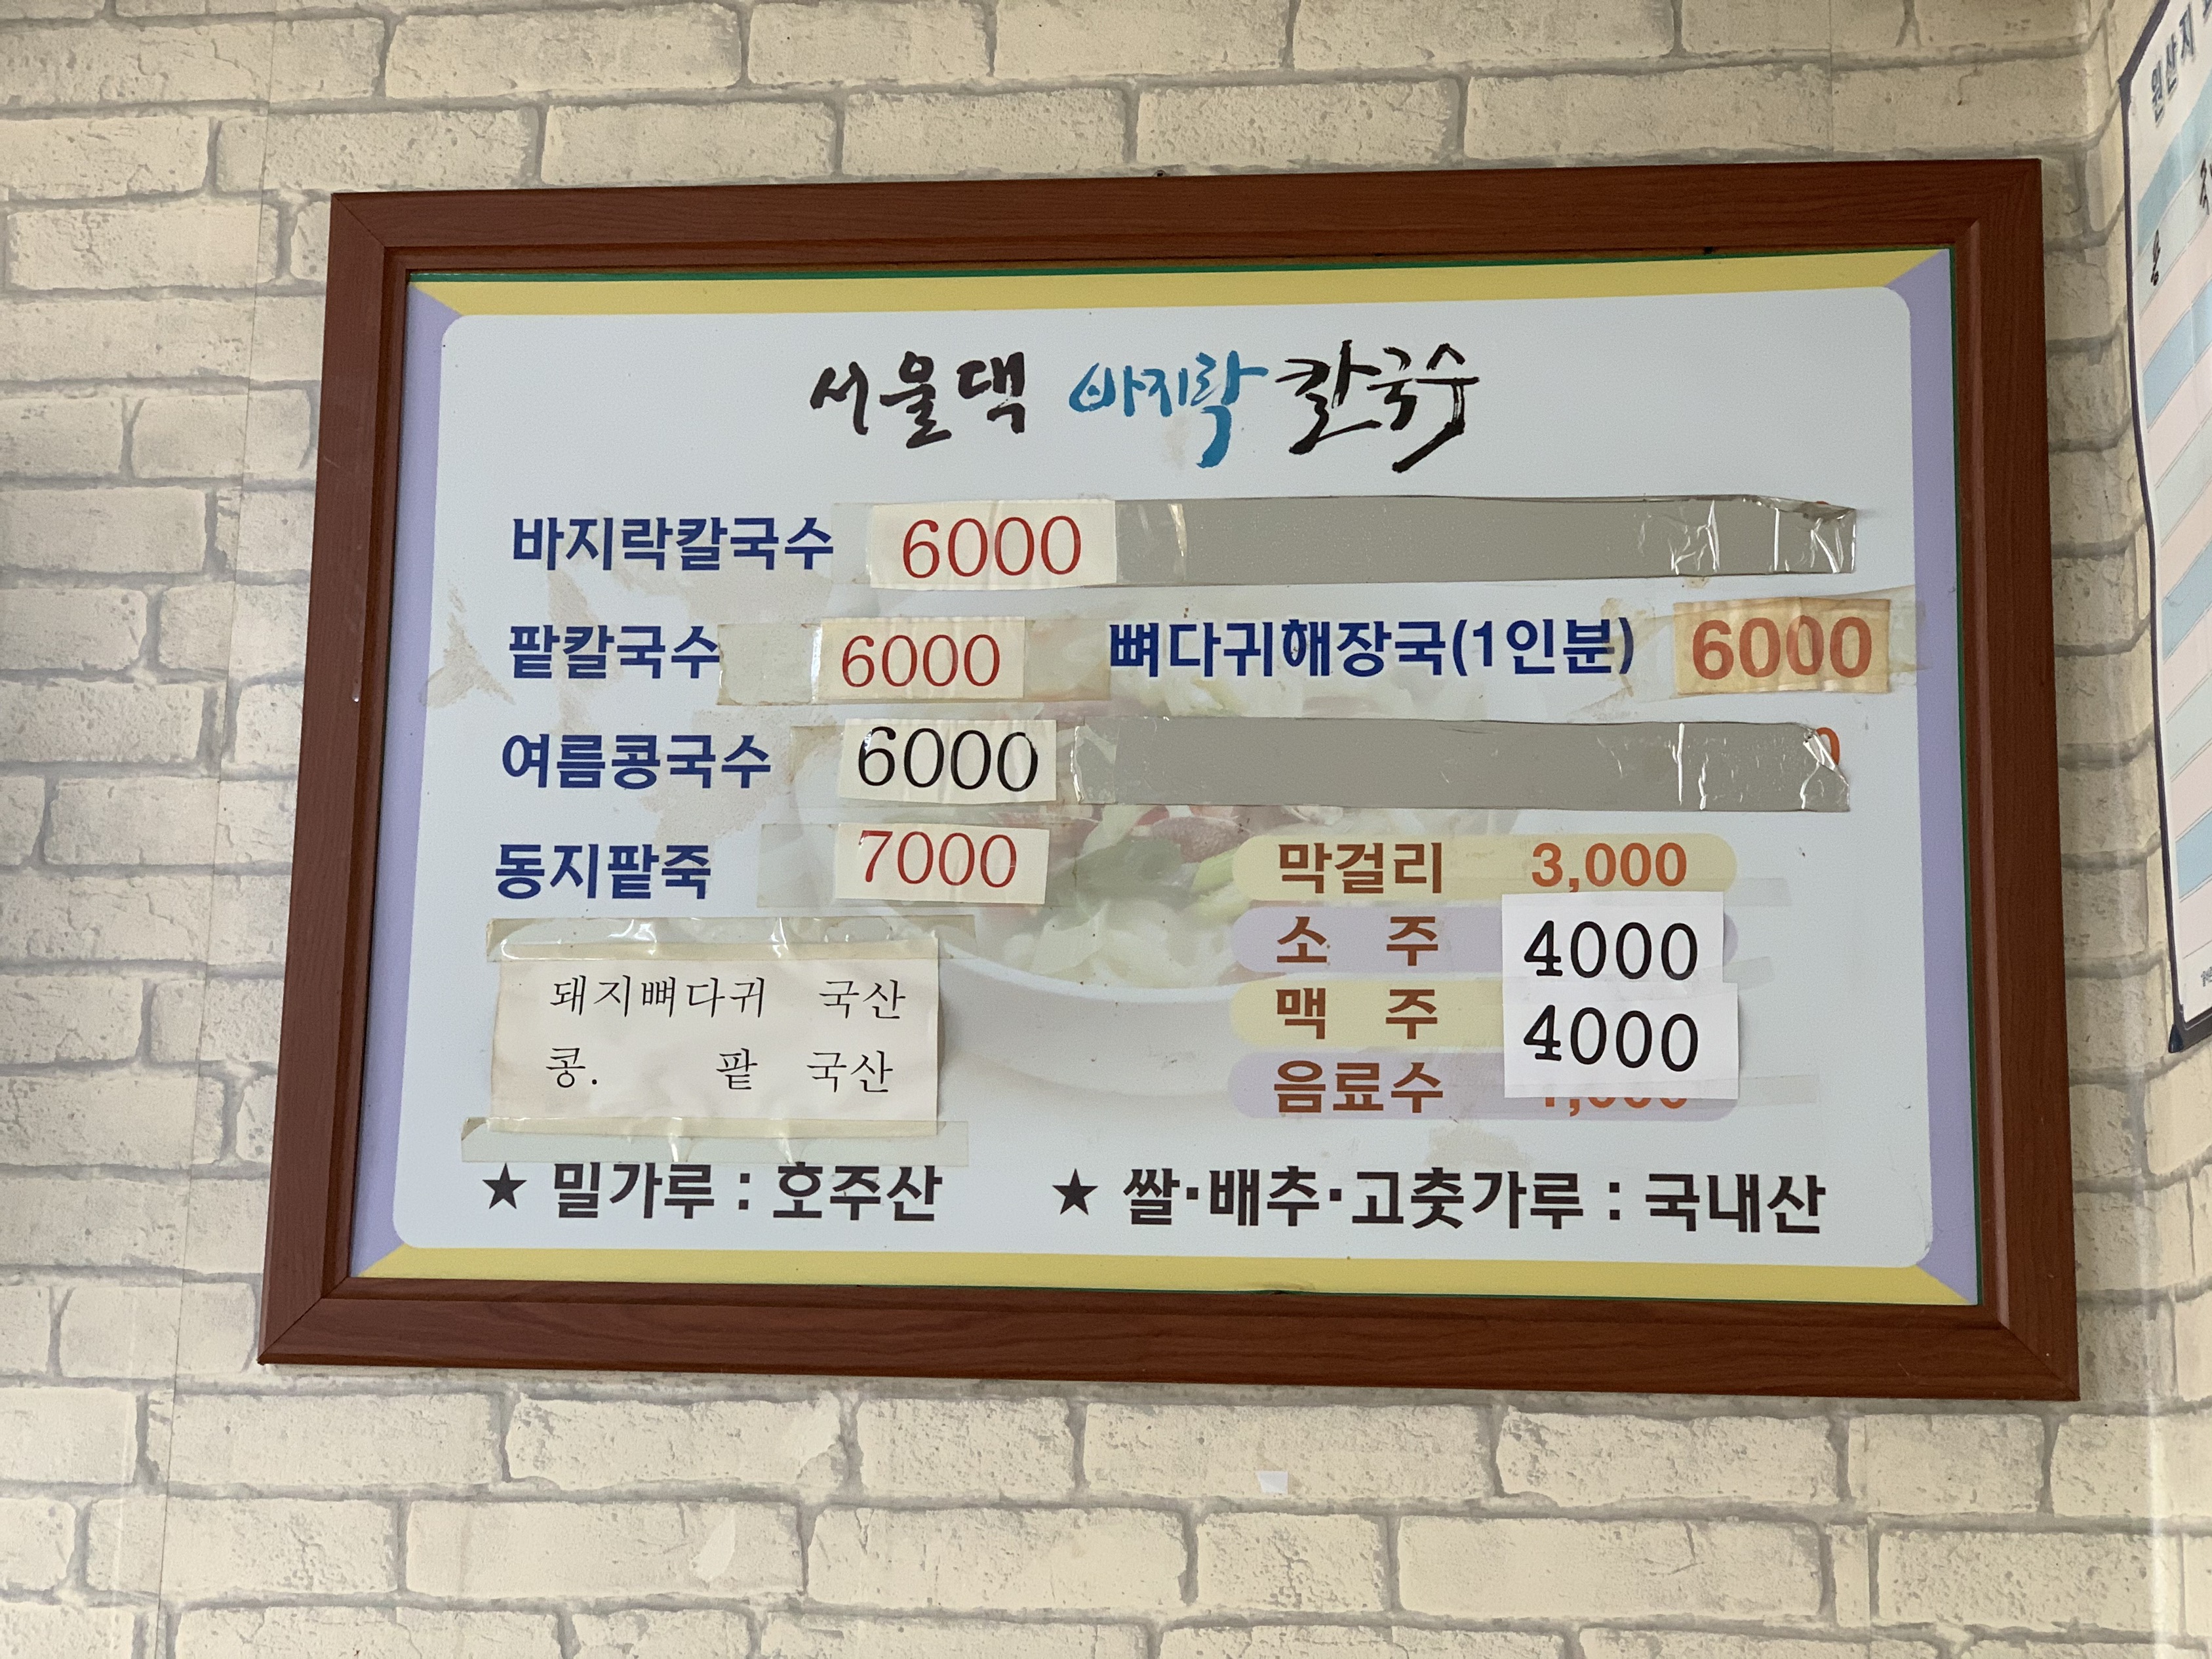 서울댁 바지락 칼국수
바지락칼국수 6000
팥칼국수 6000 뼈다귀해장국(1인분) 6000
여름콩국수 6000
동지팥죽 7000
막걸리 3,000
소 주 4000
맥 주 4000
음료수
돼지뼈다귀 국산
콩. 팥 국산
★ 밀가루 : 호주산 ★ 쌀·배추·고춧가루 : 국내산
원산지